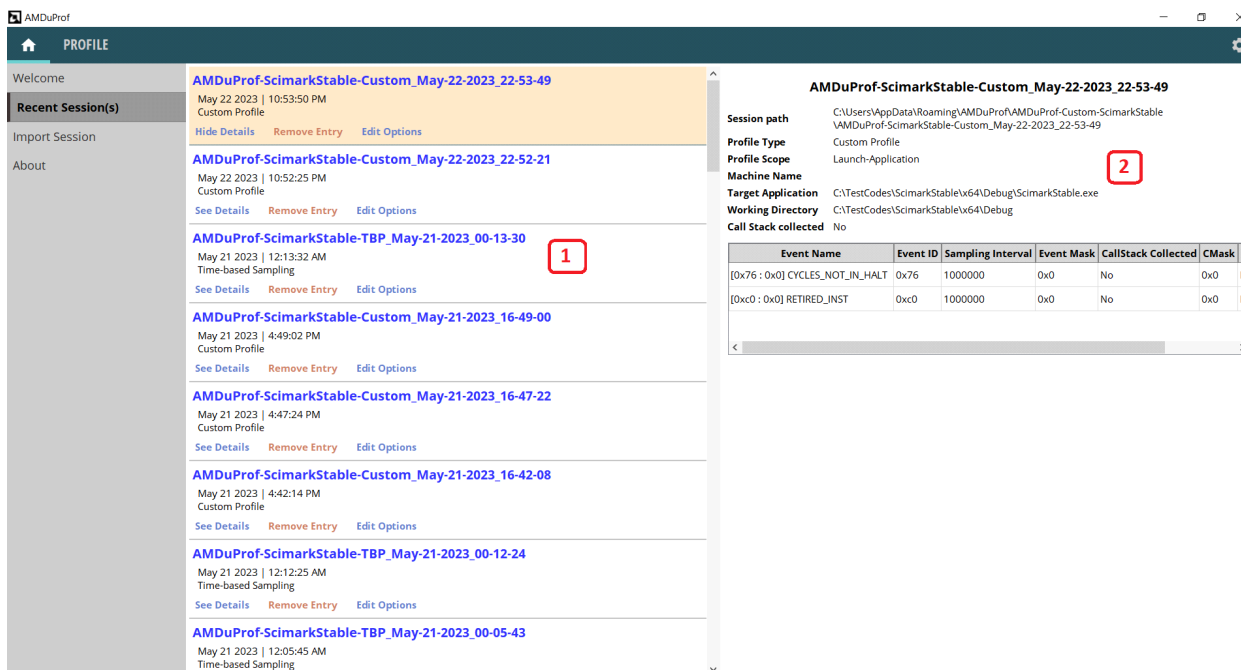 AMDuProf
PROFILE
Welcome
Recent Session(s)
Import Session
About
AMDuProf-ScimarkStable-Custom_May-22-2023_22-53-49
May 22 2023 | 10:53:50 PM
Custom Profile
Hide Details Remove Entry Edit Options
AMDuProf-ScimarkStable-Custom_May-22-2023_22-52-21
May 22 2023 | 10:52:25 PM
Custom Profile
See Details Remove Entry Edit Options
AMDuProf-ScimarkStable-TBP_May-21-2023_00-13-30
May 21 2023 | 12:13:32 AM
Time-based Sampling
See Details Remove Entry Edit Options
1
AMDuProf-ScimarkStable-Custom_May-21-2023_16-49-00
May 21 2023 | 4:49:02 PM
Custom Profile
See Details Remove Entry Edit Options
AMDuProf-ScimarkStable-Custom_May-21-2023_16-47-22
May 21 2023 | 4:47:24 PM
Custom Profile
See Details Remove Entry Edit Options
AMDuProf-ScimarkStable-Custom_May-21-2023_16-42-08
May 21 2023 | 4:42:14 PM
Custom Profile
See Details Remove Entry Edit Options
AMDuProf-ScimarkStable-TBP_May-21-2023_00-12-24
May 21 2023 | 12:12:25 AM
Time-based Sampling
See Details Remove Entry Edit Options
AMDuProf-ScimarkStable-TBP_May-21-2023_00-05-43
May 21 2023 | 12:05:45 AM
Time-based Sampling
AMDuProf-ScimarkStable-Custom_May-22-2023_22-53-49
Session path C:\Users\AppData\Roaming\AMDuProf\AMDuProf-Custom-ScimarkStable
\AMDuProf-ScimarkStable-Custom_May-22-2023_22-53-49
Profile Type Custom Profile
Profile Scope Launch-Application
Machine Name
2
Target Application C:\TestCodes\ScimarkStable\x64\Debug\ScimarkStable.exe
Working Directory C:\TestCodes\ScimarkStable\x64\Debug
Call Stack collected No
Event Name Event ID Sampling Interval Event Mask CallStack Collected CMask
[0x76 : 0x0] CYCLES_NOT_IN_HALT 0x76 1000000 0x0 No 0x0
[0xc0 : 0x0] RETIRED_INST 0xc0 1000000 0x0 No 0x0